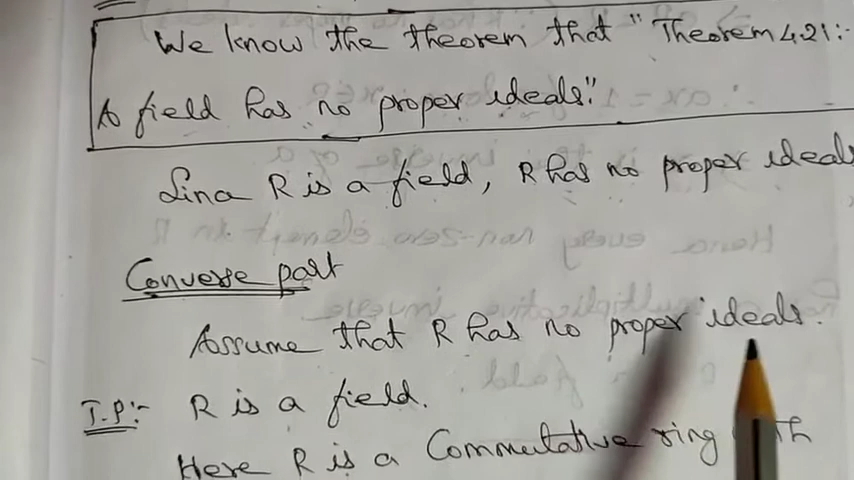 We know the theorem that "Theorem 4.21:-
A field has no proper ideals".
Since R is a field, R has no proper ideals
Converse part
Assume that R has no proper ideals.
T.P:- R is a field.
Here R is a Commutative ring